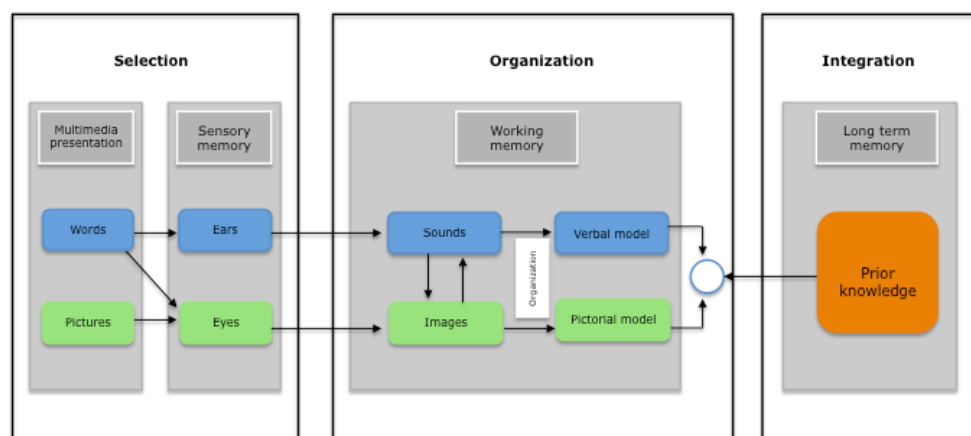 Selection
Organization
Integration
Multimedia
presentation
Sensory
memory
Working
memory
Long term
memory
Words
Ears
Sounds
Verbal model
Organization
Prior
knowledge
Pictures
Eyes
Images
Pictorial model